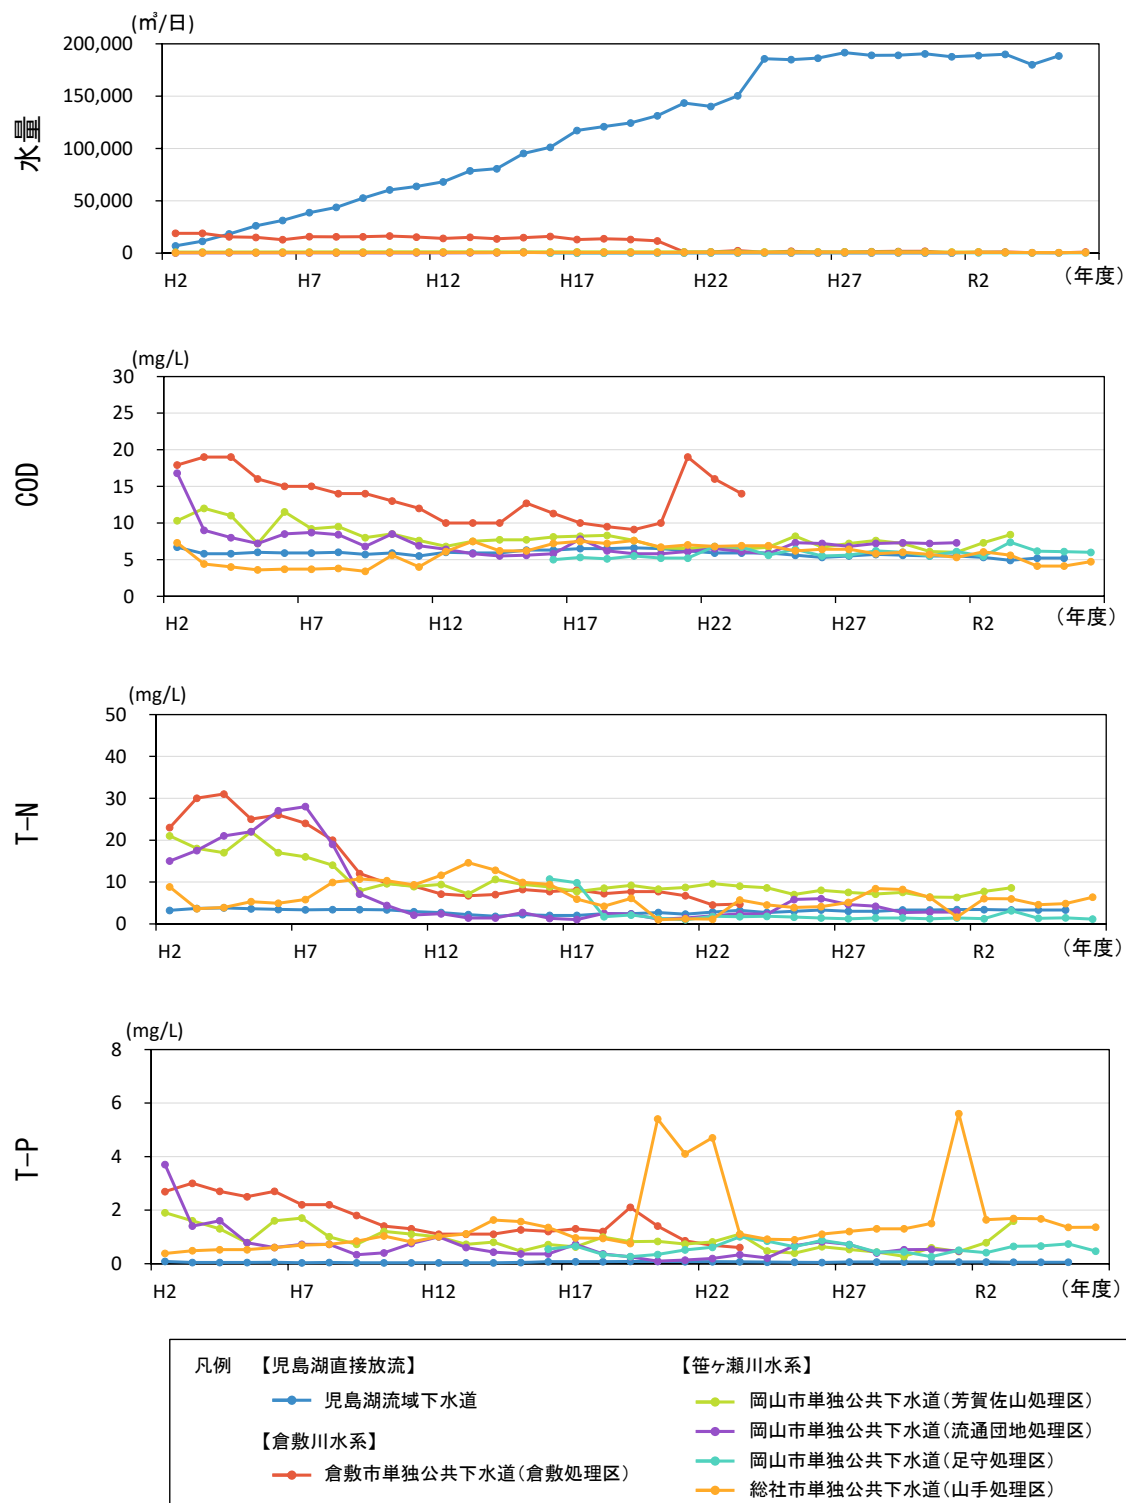 (㎥/日)
水量
200,000
150,000
100,000
50,000
0
H2 H7 H12 H17 H22 H27 R2 (年度)
(mg/L)
COD
30
25
20
15
10
5
0
H2 H7 H12 H17 H22 H27 R2 (年度)
(mg/L)
T-N
50
40
30
20
10
0
H2 H7 H12 H17 H22 H27 R2 (年度)
(mg/L)
T-P
8
6
4
2
0
H2 H7 H12 H17 H22 H27 R2 (年度)
凡例 【児島湖直接放流】
児島湖流域下水道
【倉敷川水系】
倉敷市単独公共下水道(倉敷処理区)
【笹ヶ瀬川水系】
岡山市単独公共下水道(芳賀佐山処理区)
岡山市単独公共下水道(流通団地処理区)
岡山市単独公共下水道(足守処理区)
総社市単独公共下水道(山手処理区)